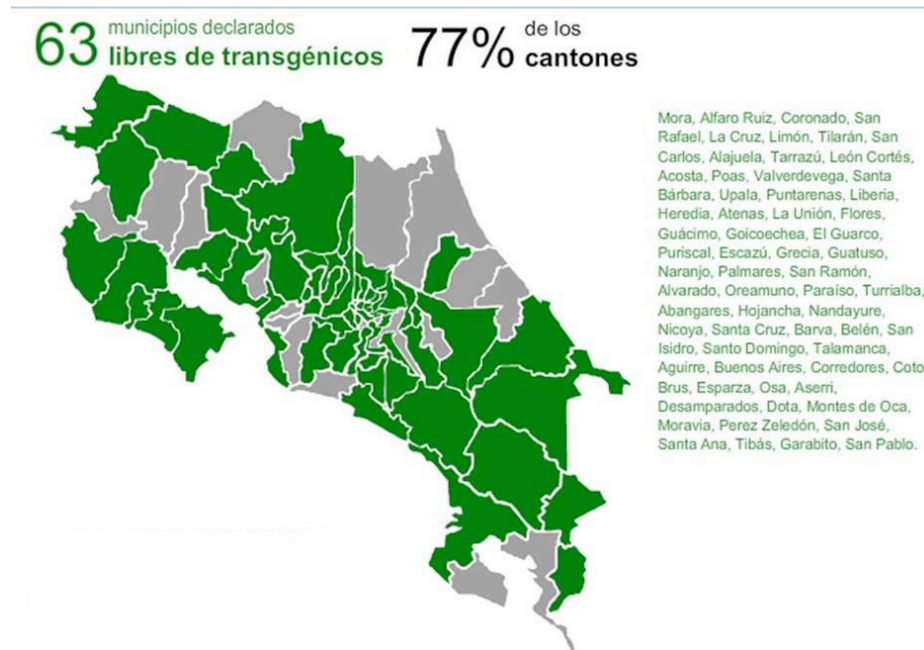 63 municipios declarados
libres de transgénicos
77% de los
cantones
Mora, Alfaro Ruiz, Coronado, San
Rafael, La Cruz, Limón, Tilarán, San
Carlos, Alajuela, Tarrazú, León Cortés,
Acosta, Poas, Valverdevega, Santa
Bárbara, Upala, Puntarenas, Liberia,
Heredia, Atenas, La Unión, Flores,
Guácimo, Goicoechea, El Guarco,
Puriscal, Escazú, Grecia, Guatuso,
Naranjo, Palmares, San Ramón,
Alvarado, Oreamuno, Paraíso, Turrialba,
Abangares, Hojancha, Nandayure,
Nicoya, Santa Cruz, Barva, Belén, San
Isidro, Santo Domingo, Talamanca,
Aguirre, Buenos Aires, Corredores, Coto
Brus, Esparza, Osa, Aserri,
Desamparados, Dota, Montes de Oca,
Moravia, Perez Zeledón, San José,
Santa Ana, Tibás, Garabito, San Pablo.